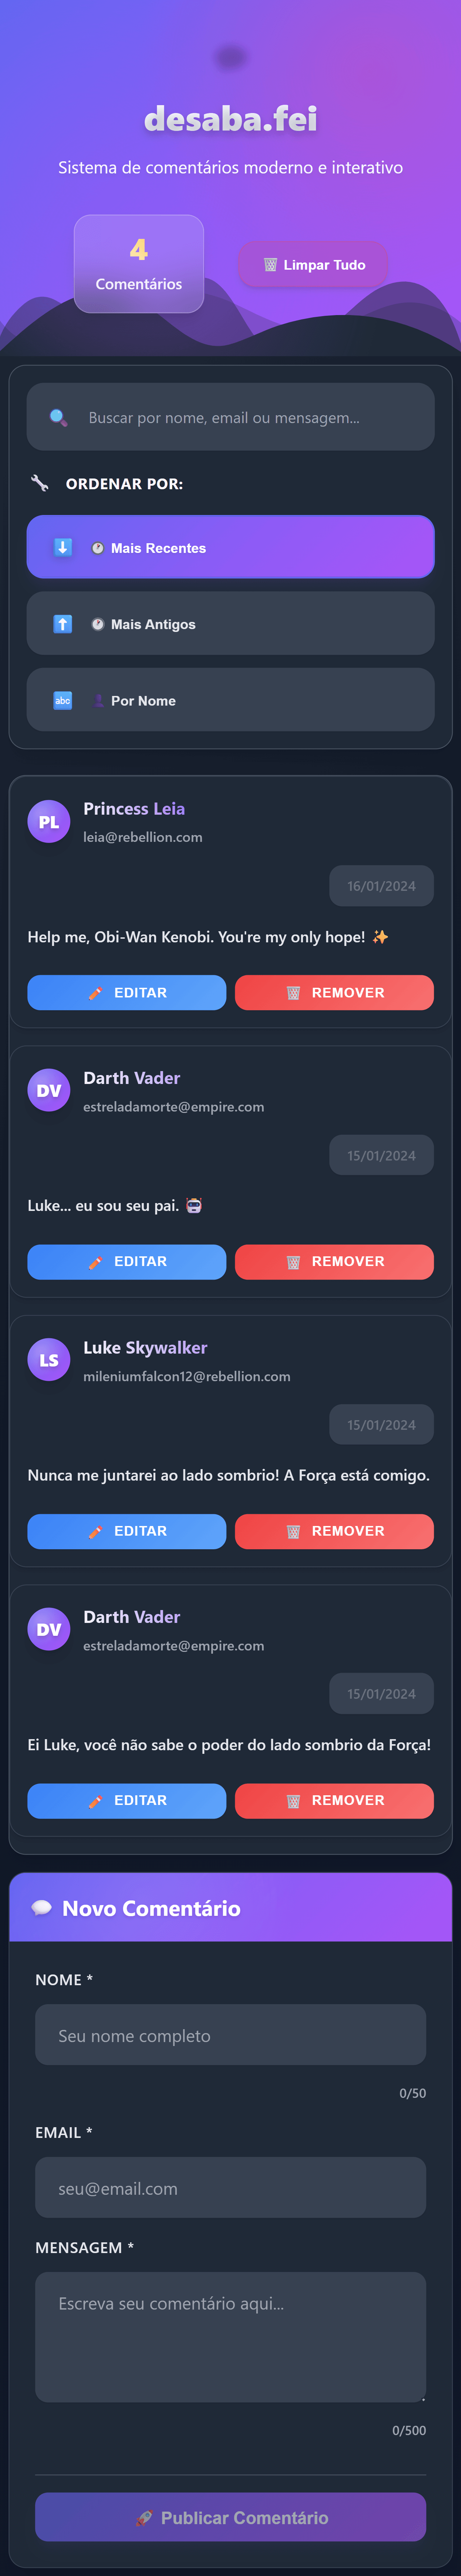 desaba.fei
Sistema de comentários moderno e interativo
4
Comentários
Limpar Tudo
Buscar por nome, email ou mensagem...
ORDENAR POR:
Mais Recentes
Mais Antigos
abc Por Nome
PL Princess Leia
leia@rebellion.com
16/01/2024
Help me, Obi-Wan Kenobi. You're my only hope! ✨
EDITAR REMOVER
DV Darth Vader
estreladamorte@empire.com
15/01/2024
Luke... eu sou seu pai. 🤖
EDITAR REMOVER
LS Luke Skywalker
mileniumfalcon12@rebellion.com
15/01/2024
Nunca me juntarei ao lado sombrio! A Força está comigo.
EDITAR REMOVER
DV Darth Vader
estreladamorte@empire.com
15/01/2024
Ei Luke, você não sabe o poder do lado sombrio da Força!
EDITAR REMOVER
Novo Comentário
NOME *
Seu nome completo
0/50
EMAIL *
seu@email.com
MENSAGEM *
Escreva seu comentário aqui...
0/500
Publicar Comentário